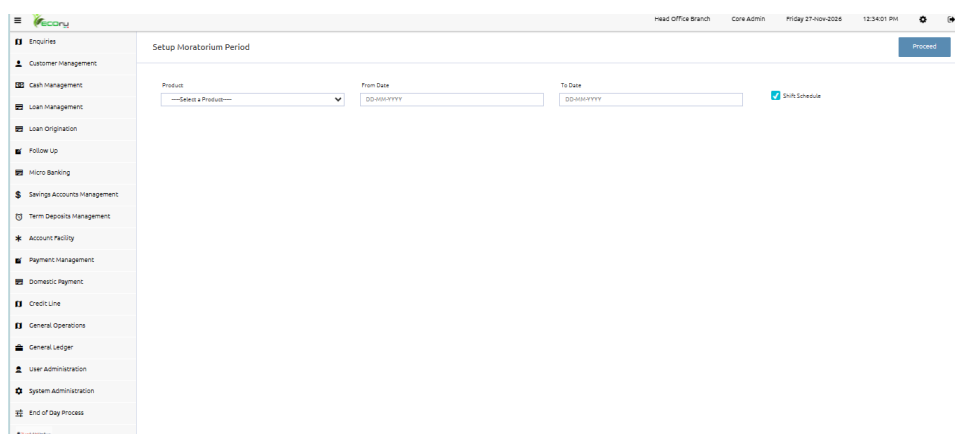 ECOru
Head Office Branch Core Admin Friday 27-Nov-2026 12:34:01 PM
Enquiries
Customer Management
Cash Management
Loan Management
Loan Origination
Follow Up
Micro Banking
Savings Accounts Management
Term Deposits Management
Account Facility
Payment Management
Domestic Payment
Credit Line
General Operations
General Ledger
User Administration
System Administration
End of Day Process
Setup Moratorium Period
Proceed
Product From Date To Date
----Select a Product---- DD-MM-YYYY DD-MM-YYYY Shift Schedule